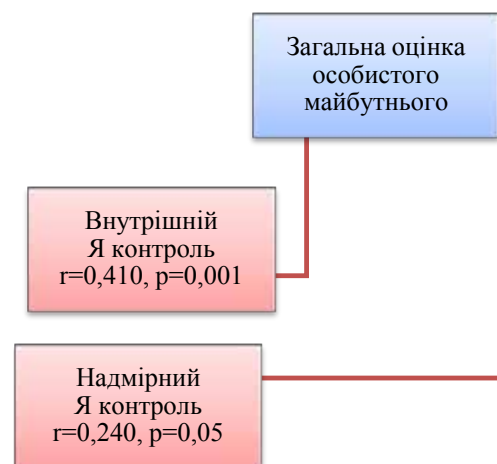 Загальна оцінка
особистого
майбутнього
Внутрішній
Я контроль
r=0,410, p=0,001
Надмірний
Я контроль
r=0,240, p=0,05